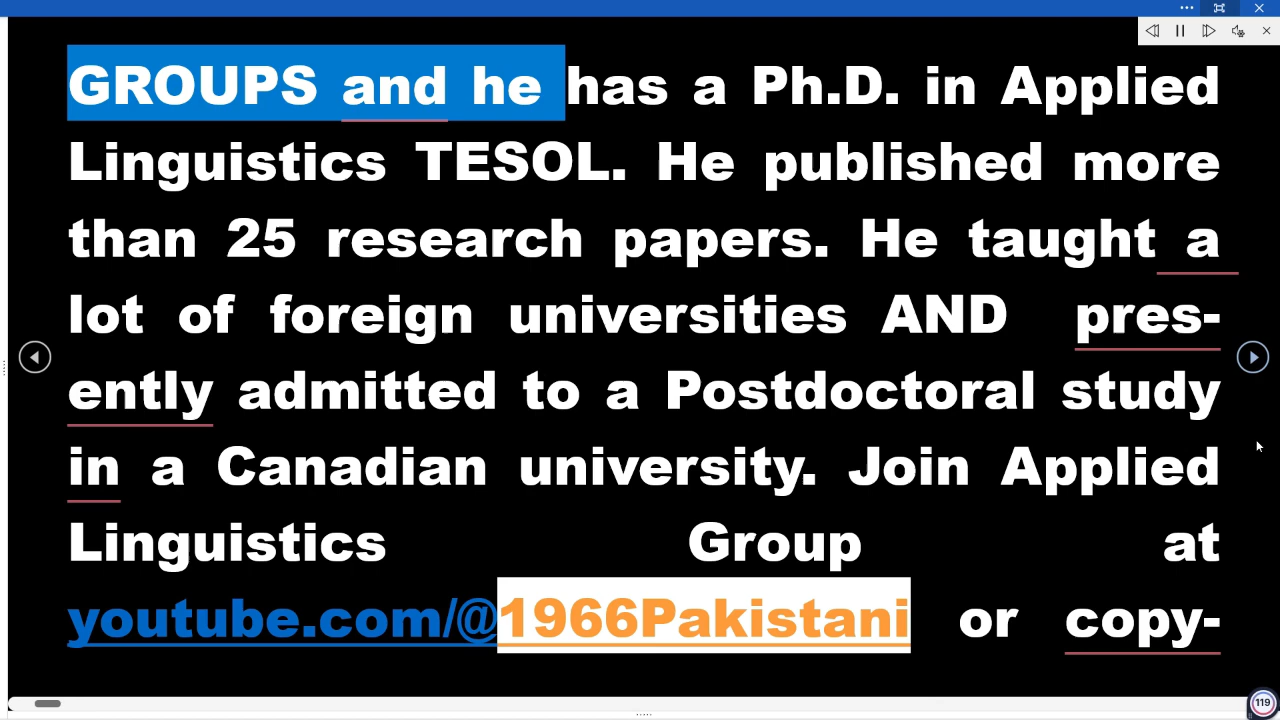 GROUPS and he has a Ph.D. in Applied
Linguistics TESOL. He published more
than 25 research papers. He taught a
lot of foreign universities AND pres-
ently admitted to a Postdoctoral study
in a Canadian university. Join Applied
Linguistics Group at
youtube.com/@1966Pakistani or copy-
119